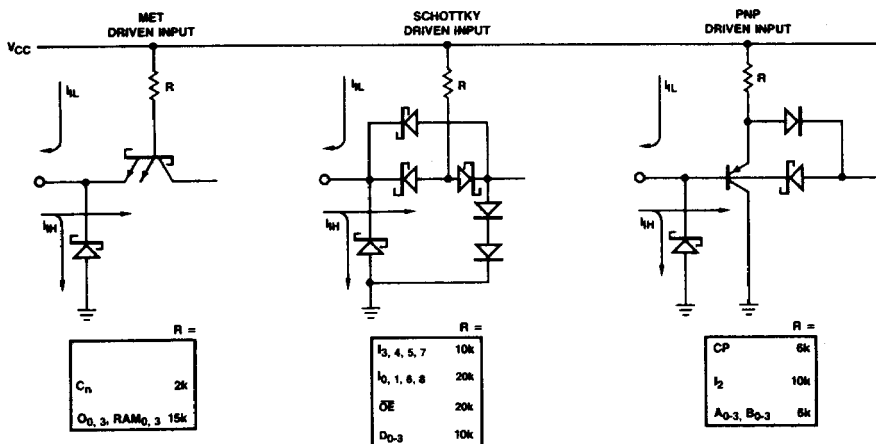 MET
DRIVEN INPUT
SCHOTTKY
DRIVEN INPUT
PNP
DRIVEN INPUT
VCC
IIL
R
IIH
IIL
R
IIH
IIL
R
IIH
R =
Cn 2k
O0, 3, RAM0, 3 15k
R =
I3, 4, 5, 7 10k
I0, 1, 6, 8 20k
OE 20k
D0-3 10k
R =
CP 6k
I2 10k
A0-3, B0-3 6k